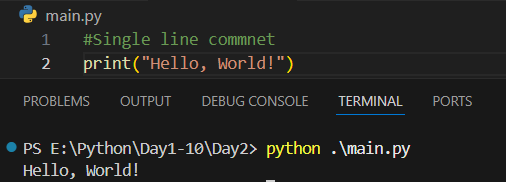 main.py
1 #Single line commnet
2 print("Hello, World!")
PROBLEMS OUTPUT DEBUG CONSOLE TERMINAL PORTS
PS E:\Python\Day1-10\Day2> python .\main.py
Hello, World!